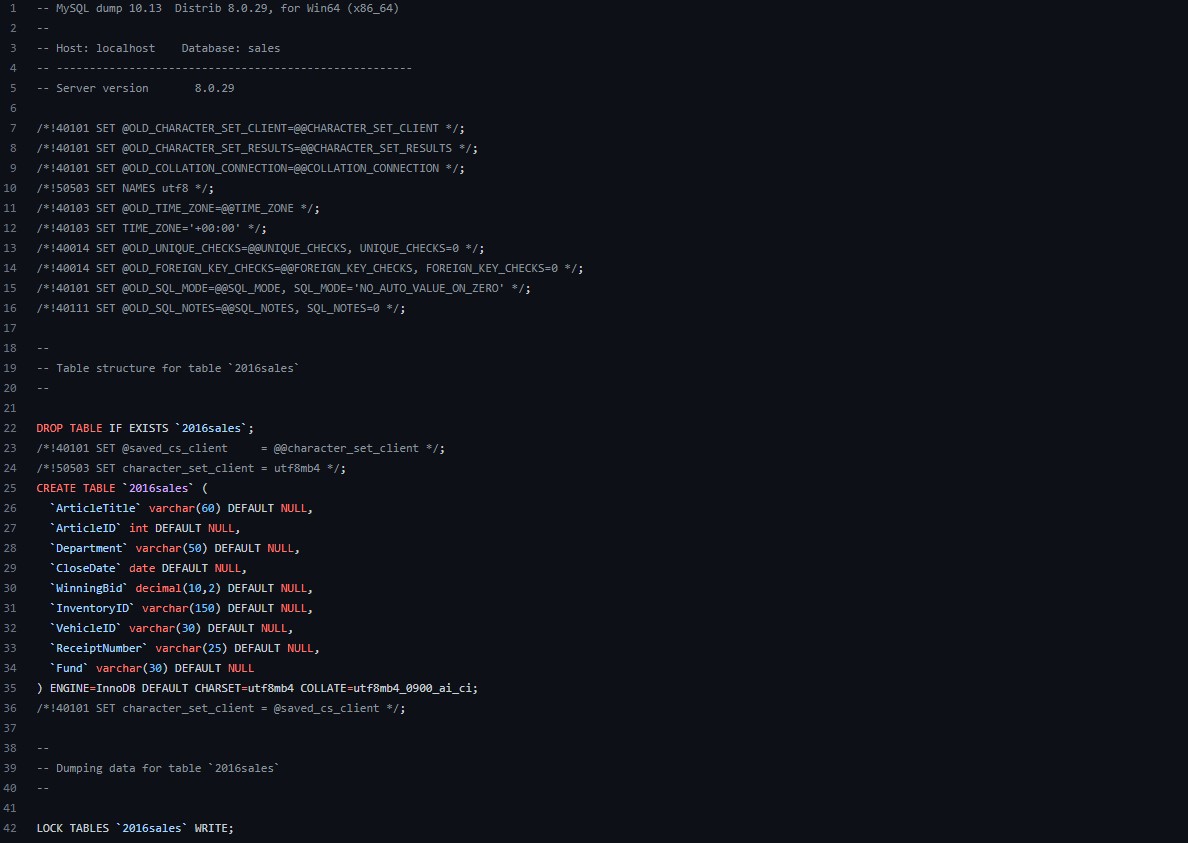 1 -- MySQL dump 10.13  Distrib 8.0.29, for Win64 (x86_64)
2 --
3 -- Host: localhost    Database: sales
4 -- ------------------------------------------------------
5 -- Server version       8.0.29
6
7 /*!40101 SET @OLD_CHARACTER_SET_CLIENT=@@CHARACTER_SET_CLIENT */;
8 /*!40101 SET @OLD_CHARACTER_SET_RESULTS=@@CHARACTER_SET_RESULTS */;
9 /*!40101 SET @OLD_COLLATION_CONNECTION=@@COLLATION_CONNECTION */;
10 /*!50503 SET NAMES utf8 */;
11 /*!40103 SET @OLD_TIME_ZONE=@@TIME_ZONE */;
12 /*!40103 SET TIME_ZONE='+00:00' */;
13 /*!40014 SET @OLD_UNIQUE_CHECKS=@@UNIQUE_CHECKS, UNIQUE_CHECKS=0 */;
14 /*!40014 SET @OLD_FOREIGN_KEY_CHECKS=@@FOREIGN_KEY_CHECKS, FOREIGN_KEY_CHECKS=0 */;
15 /*!40101 SET @OLD_SQL_MODE=@@SQL_MODE, SQL_MODE='NO_AUTO_VALUE_ON_ZERO' */;
16 /*!40111 SET @OLD_SQL_NOTES=@@SQL_NOTES, SQL_NOTES=0 */;
17
18 --
19 -- Table structure for table `2016sales`
20 --
21
22 DROP TABLE IF EXISTS `2016sales`;
23 /*!40101 SET @saved_cs_client     = @@character_set_client */;
24 /*!50503 SET character_set_client = utf8mb4 */;
25 CREATE TABLE `2016sales` (
26   `ArticleTitle` varchar(60) DEFAULT NULL,
27   `ArticleID` int DEFAULT NULL,
28   `Department` varchar(50) DEFAULT NULL,
29   `CloseDate` date DEFAULT NULL,
30   `WinningBid` decimal(10,2) DEFAULT NULL,
31   `InventoryID` varchar(150) DEFAULT NULL,
32   `VehicleID` varchar(30) DEFAULT NULL,
33   `ReceiptNumber` varchar(25) DEFAULT NULL,
34   `Fund` varchar(30) DEFAULT NULL
35 ) ENGINE=InnoDB DEFAULT CHARSET=utf8mb4 COLLATE=utf8mb4_0900_ai_ci;
36 /*!40101 SET character_set_client = @saved_cs_client */;
37
38 --
39 -- Dumping data for table `2016sales`
40 --
41
42 LOCK TABLES `2016sales` WRITE;